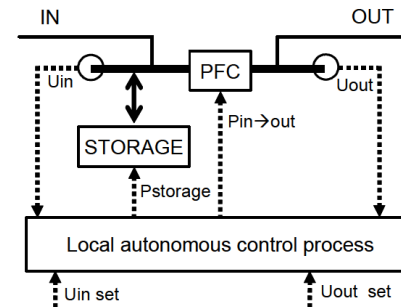 IN
OUT
PFC
Uin
Uout
STORAGE
Pin→out
Pstorage
Local autonomous control process
Uin set
Uout set